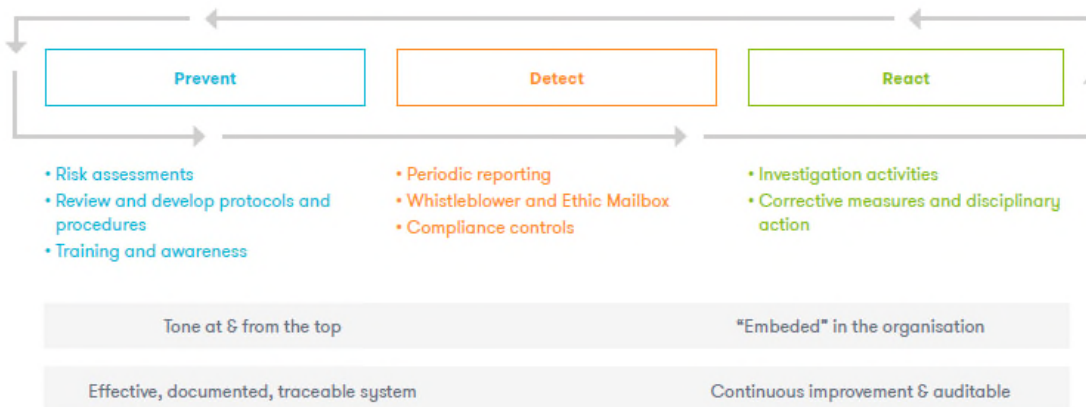 Prevent
Detect
React
• Risk assessments
• Review and develop protocols and
procedures
• Training and awareness
• Periodic reporting
• Whistleblower and Ethic Mailbox
• Compliance controls
• Investigation activities
• Corrective measures and disciplinary
action
Tone at & from the top
“Embeded” in the organisation
Effective, documented, traceable system
Continuous improvement & auditable